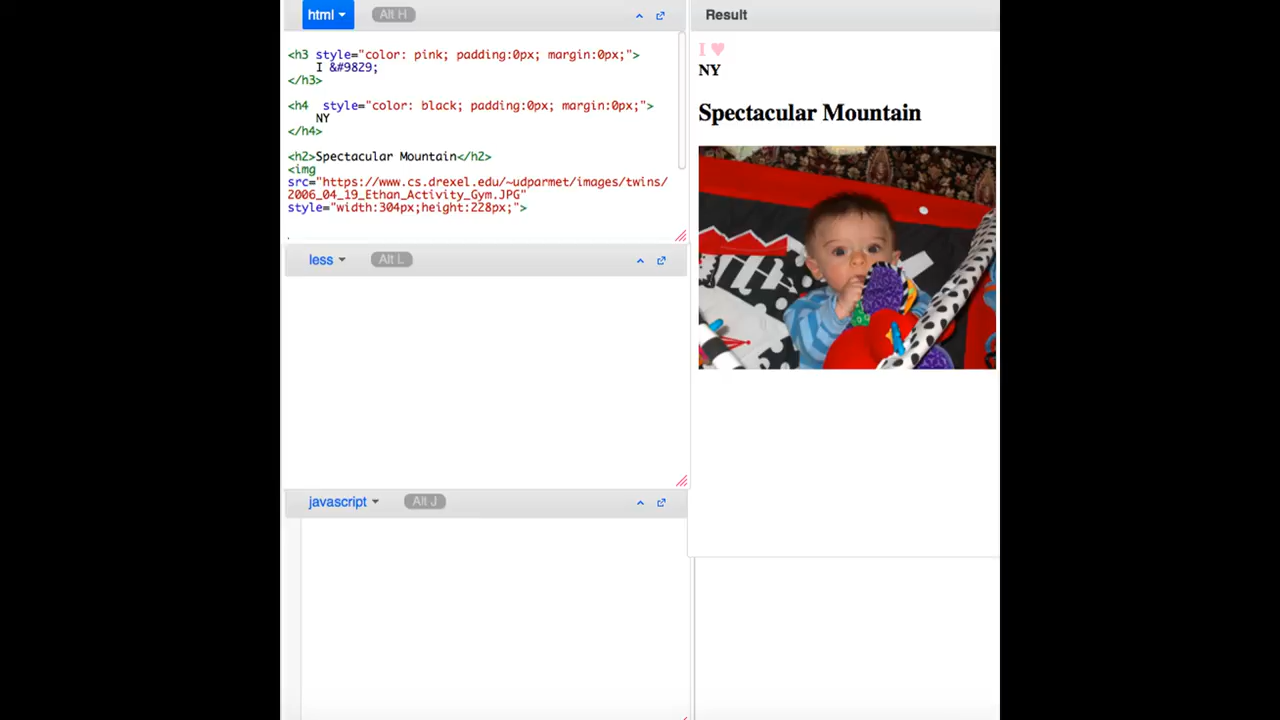 html Alt H
<h3 style="color: pink; padding:0px; margin:0px;">
I &#9829;
</h3>
<h4 style="color: black; padding:0px; margin:0px;">
NY
</h4>
<h2>Spectacular Mountain</h2>
<img
src="https://www.cs.drexel.edu/~udparmet/images/twins/
2006_04_19_Ethan_Activity_Gym.JPG"
style="width:304px;height:228px;">
less Alt L
javascript Alt J
Result
I ♥
NY
Spectacular Mountain